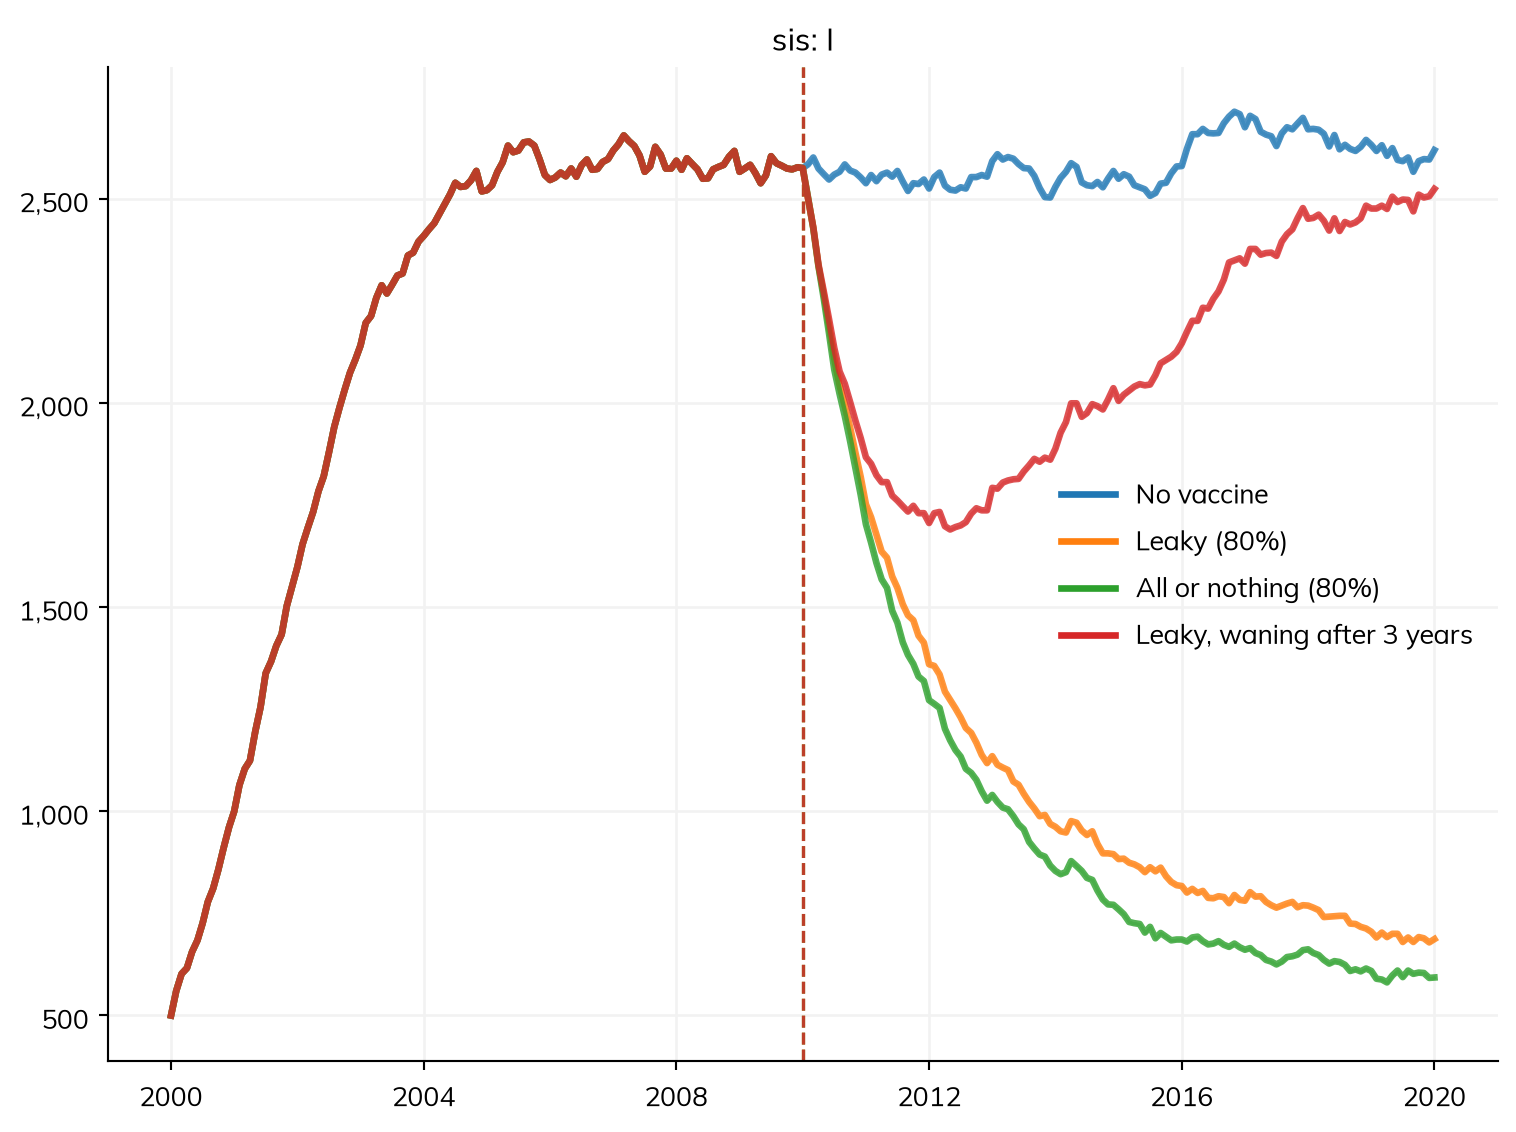 sis: I
2,500
2,000
1,500
1,000
500
No vaccine
Leaky (80%)
All or nothing (80%)
Leaky, waning after 3 years
2000 2004 2008 2012 2016 2020